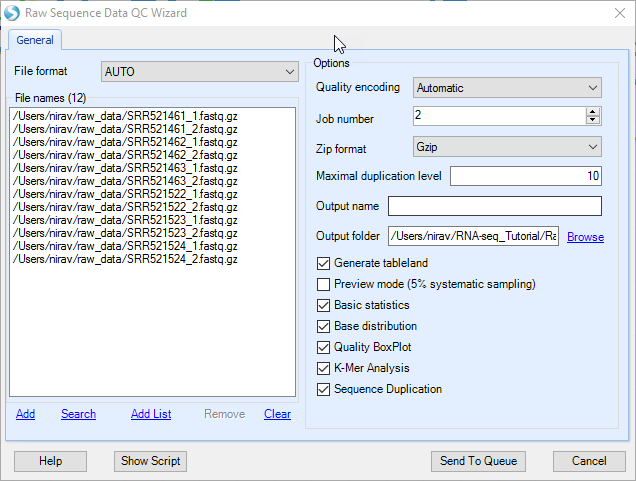 Raw Sequence Data QC Wizard
General
File format
AUTO
File names (12)
/Users/nirav/raw_data/SRR521461_1.fastq.gz
/Users/nirav/raw_data/SRR521461_2.fastq.gz
/Users/nirav/raw_data/SRR521462_1.fastq.gz
/Users/nirav/raw_data/SRR521462_2.fastq.gz
/Users/nirav/raw_data/SRR521463_1.fastq.gz
/Users/nirav/raw_data/SRR521463_2.fastq.gz
/Users/nirav/raw_data/SRR521522_1.fastq.gz
/Users/nirav/raw_data/SRR521522_2.fastq.gz
/Users/nirav/raw_data/SRR521523_1.fastq.gz
/Users/nirav/raw_data/SRR521523_2.fastq.gz
/Users/nirav/raw_data/SRR521524_1.fastq.gz
/Users/nirav/raw_data/SRR521524_2.fastq.gz
Add Search Add List Remove Clear
Options
Quality encoding Automatic
Job number 2
Zip format Gzip
Maximal duplication level 10
Output name
Output folder /Users/nirav/RNA-seq_Tutorial/Ra Browse
Generate tableland
Preview mode (5% systematic sampling)
Basic statistics
Base distribution
Quality BoxPlot
K-Mer Analysis
Sequence Duplication
Help Show Script Send To Queue Cancel